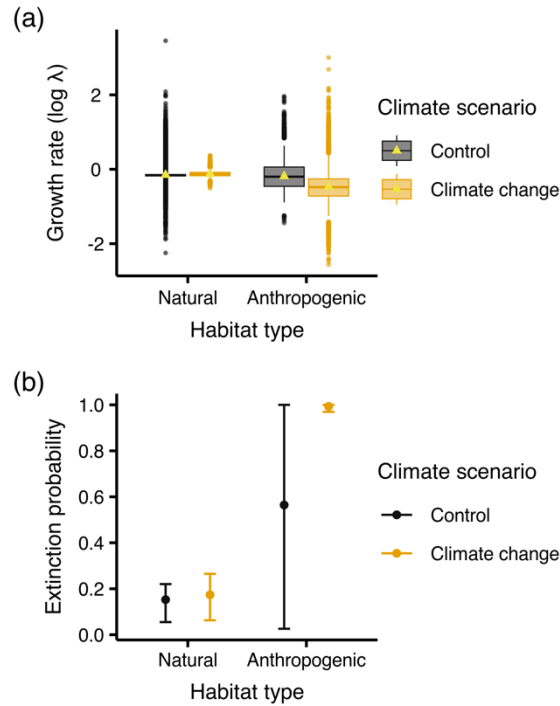 (a)
Growth rate (log λ)
2
0
-2
Natural
Anthropogenic
Habitat type
Climate scenario
Control
Climate change
(b)
Extinction probability
1.0
0.8
0.6
0.4
0.2
0.0
Natural
Anthropogenic
Habitat type
Climate scenario
Control
Climate change